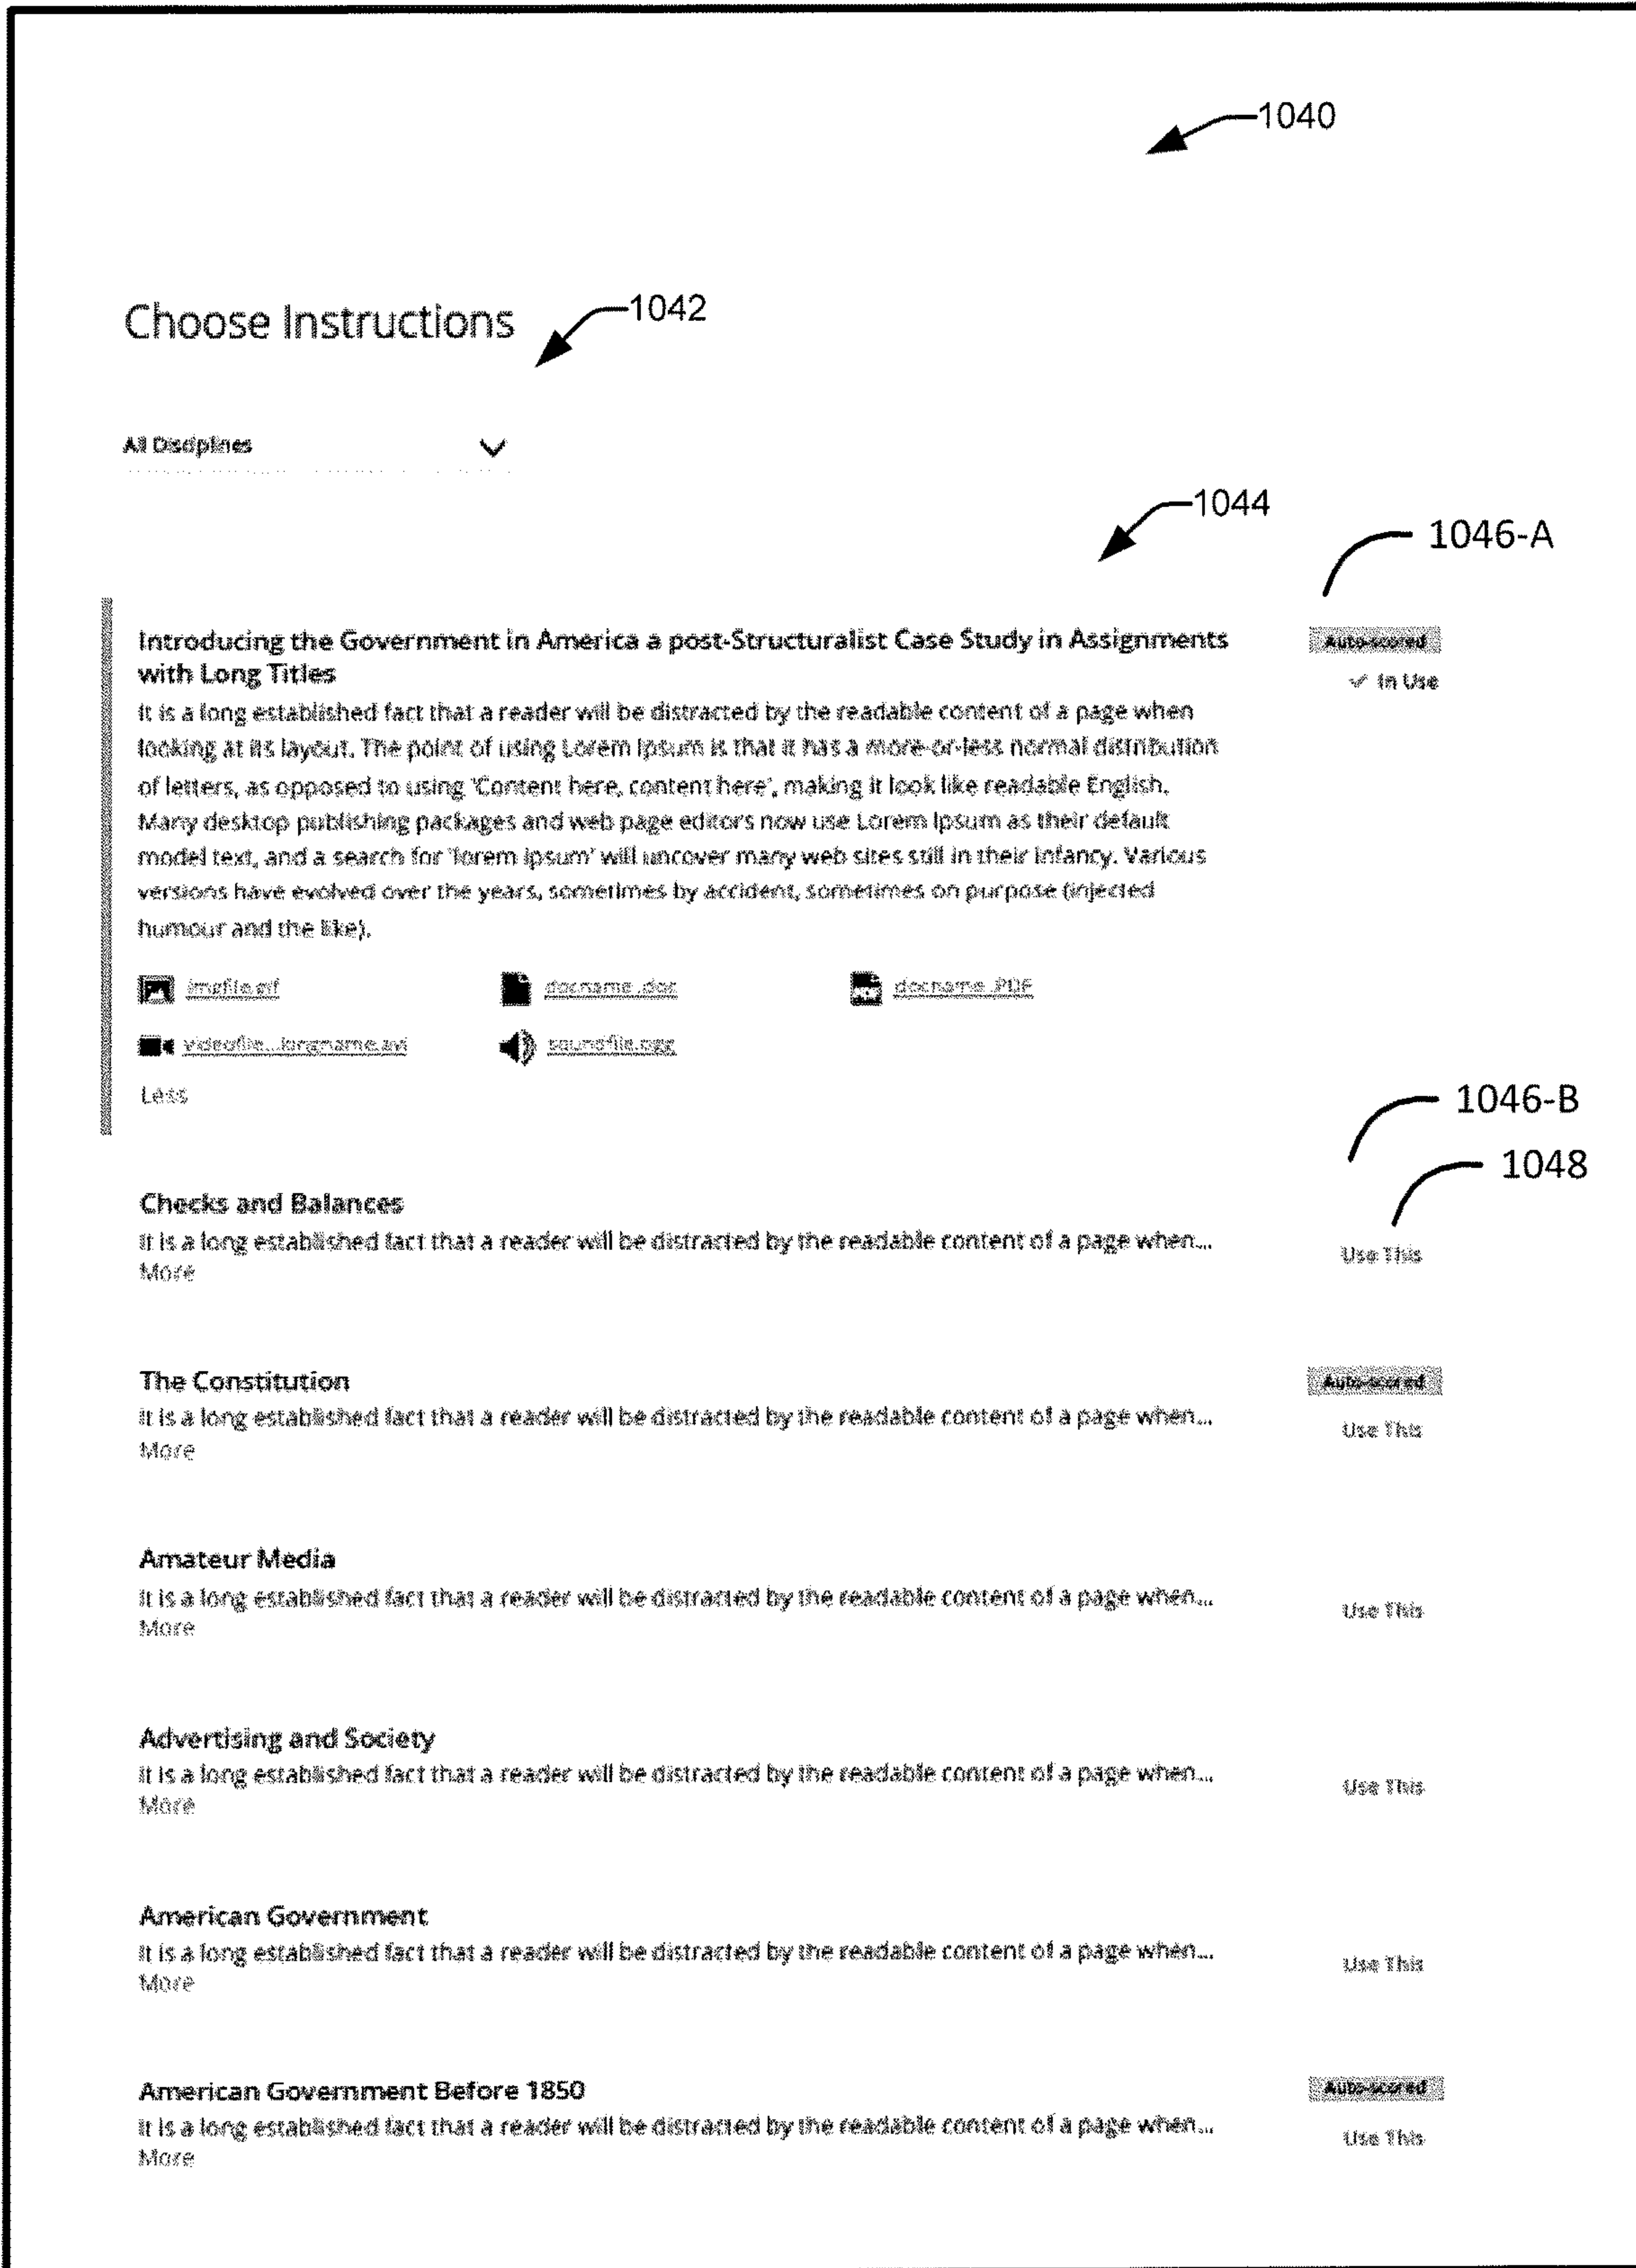 1040
Choose Instructions
1042
All Disciplines
1044
1046-A
Introducing the Government in America a post-Structuralist Case Study in Assignments
with Long Titles
Auto-scored
In Use
It is a long established fact that a reader will be distracted by the readable content of a page when
looking at its layout. The point of using Lorem Ipsum is that it has a more-or-less normal distribution
of letters, as opposed to using 'Content here, content here', making it look like readable English.
Many desktop publishing packages and web page editors now use Lorem Ipsum as their default
model text, and a search for 'lorem ipsum' will uncover many web sites still in their infancy. Various
versions have evolved over the years, sometimes by accident, sometimes on purpose (injected
humour and the like).
imgfile.gif
docname .doc
docname .PDF
videofile...longname.avi
soundfile.ogg
Less
1046-B
1048
Checks and Balances
It is a long established fact that a reader will be distracted by the readable content of a page when...
More
Use This
The Constitution
Auto-scored
It is a long established fact that a reader will be distracted by the readable content of a page when...
More
Use This
Amateur Media
It is a long established fact that a reader will be distracted by the readable content of a page when...
More
Use This
Advertising and Society
It is a long established fact that a reader will be distracted by the readable content of a page when...
More
Use This
American Government
It is a long established fact that a reader will be distracted by the readable content of a page when...
More
Use This
American Government Before 1850
Auto-scored
It is a long established fact that a reader will be distracted by the readable content of a page when...
More
Use This